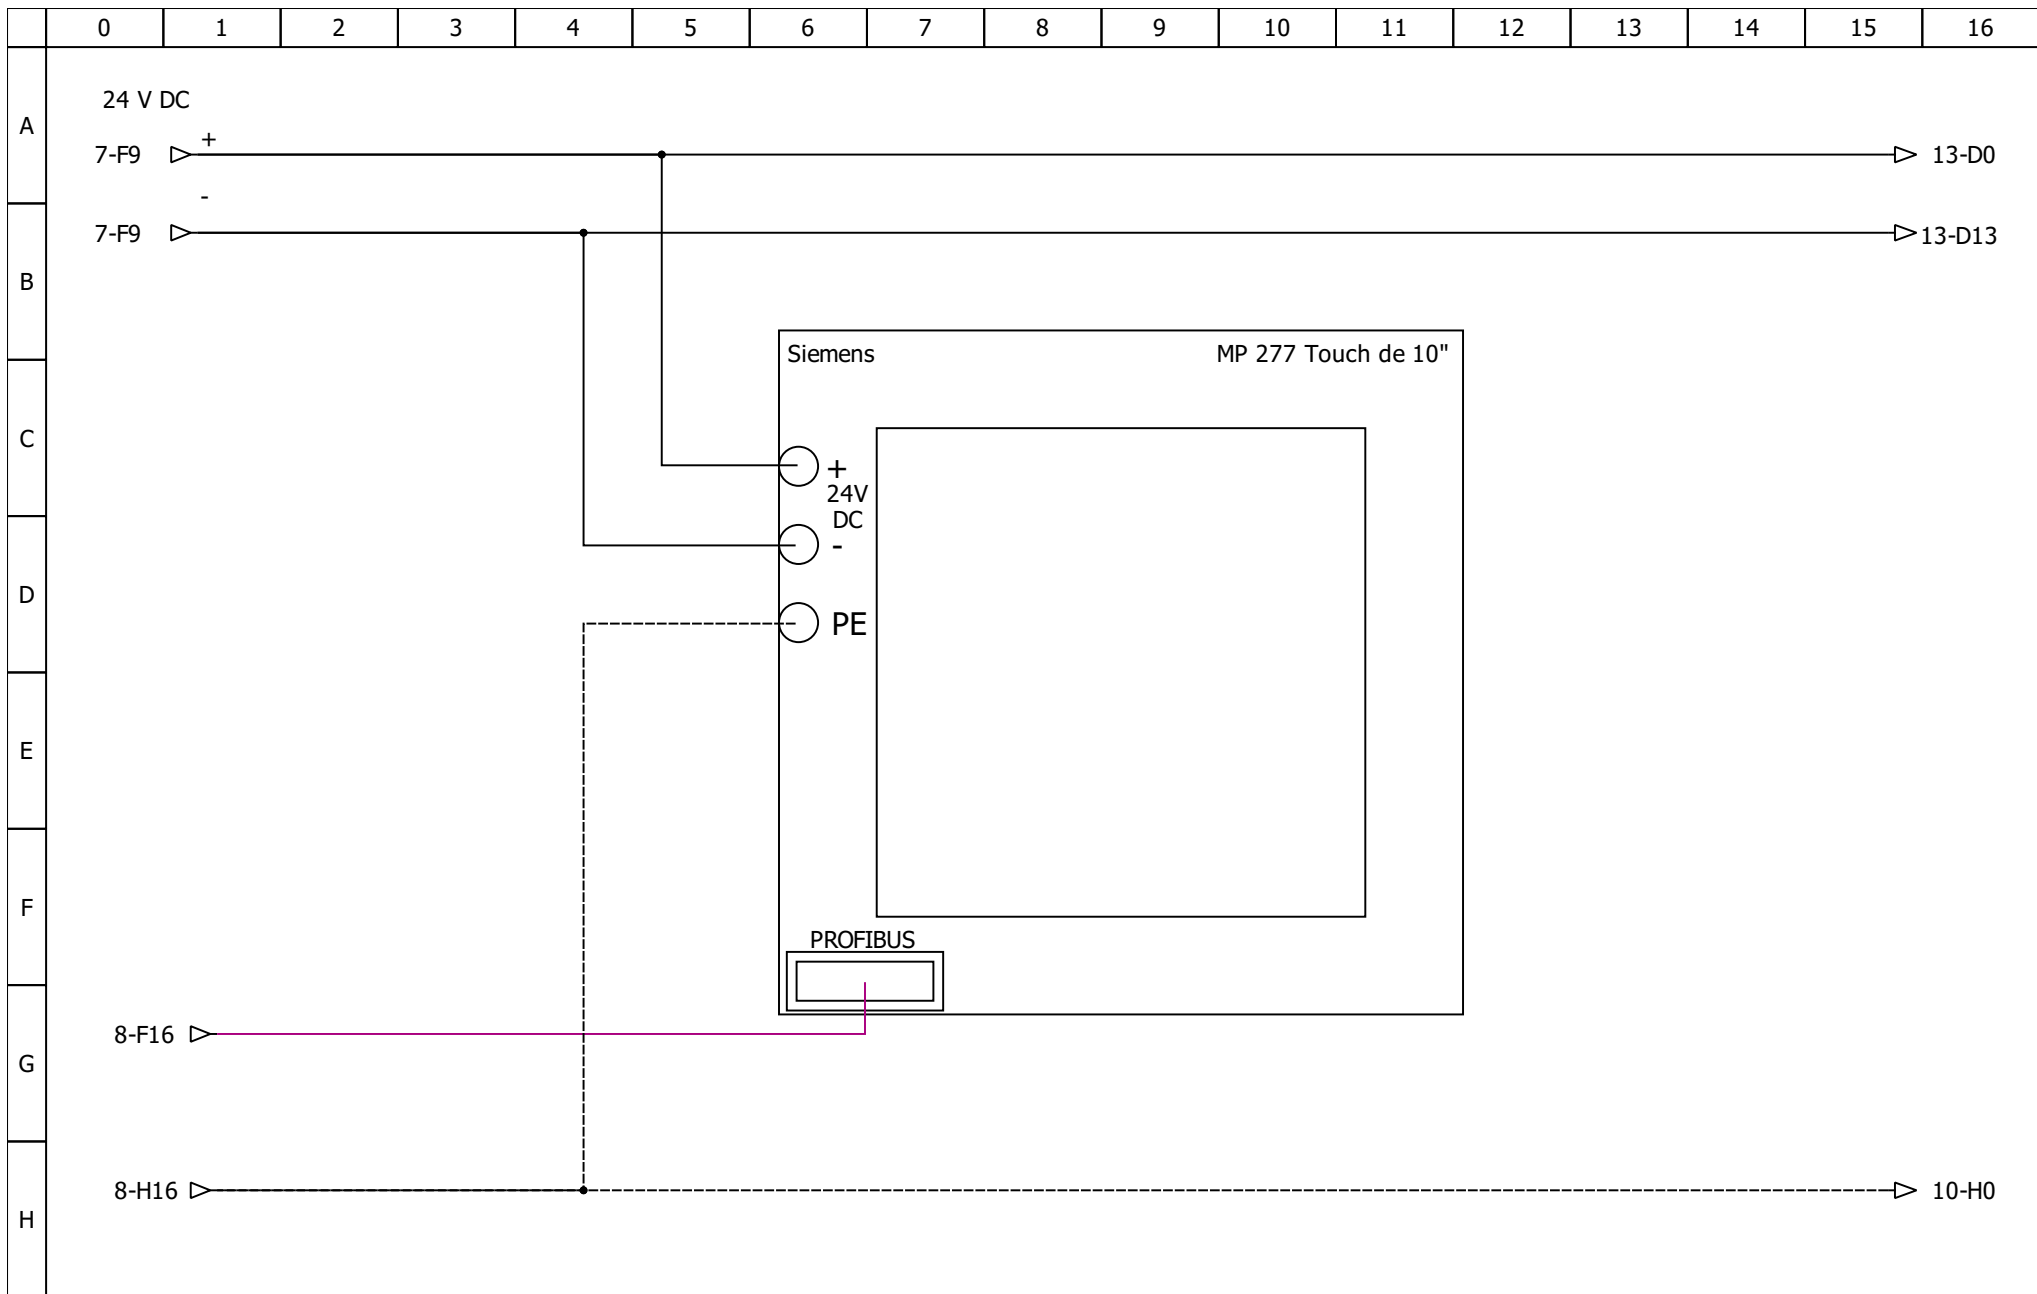 0 1 2 3 4 5 6 7 8 9 10 11 12 13 14 15 16
A
24 V DC
+
7-F9
13-D0
-
7-F9
13-D13
B
Siemens MP 277 Touch de 10"
C
+
24V
DC
-
D
PE
E
F
PROFIBUS
8-F16
G
8-H16
10-H0
H